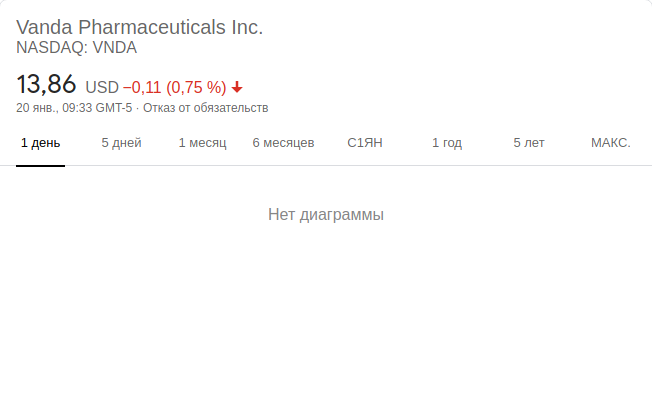 Vanda Pharmaceuticals Inc.
NASDAQ: VNDA
13,86 USD −0,11 (0,75 %)
20 янв., 09:33 GMT-5 · Отказ от обязательств
1 день 5 дней 1 месяц 6 месяцев С1ЯН 1 год 5 лет МАКС.
Нет диаграммы